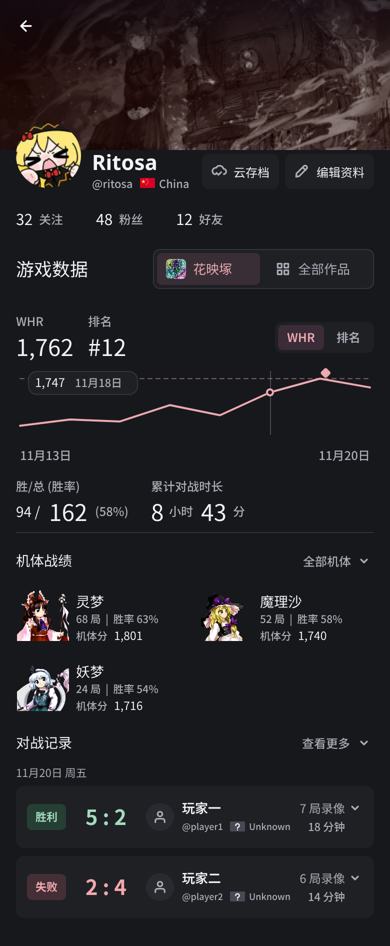 Ritosa
@ritosa China
云存档
编辑资料
32 关注 48 粉丝 12 好友
游戏数据
花映塚
全部作品
WHR 排名
1,762 #12
WHR 排名
1,747 11月18日
11月13日 11月20日
胜/总 (胜率) 累计对战时长
94 / 162 (58%) 8 小时 43 分
机体战绩 全部机体
灵梦
68 局 | 胜率 63%
机体分 1,801
魔理沙
52 局 | 胜率 58%
机体分 1,740
妖梦
24 局 | 胜率 54%
机体分 1,716
对战记录 查看更多
11月20日 周五
胜利 5 : 2
玩家一
@player1 ? Unknown
7 局录像
18 分钟
失败 2 : 4
玩家二
@player2 ? Unknown
6 局录像
14 分钟